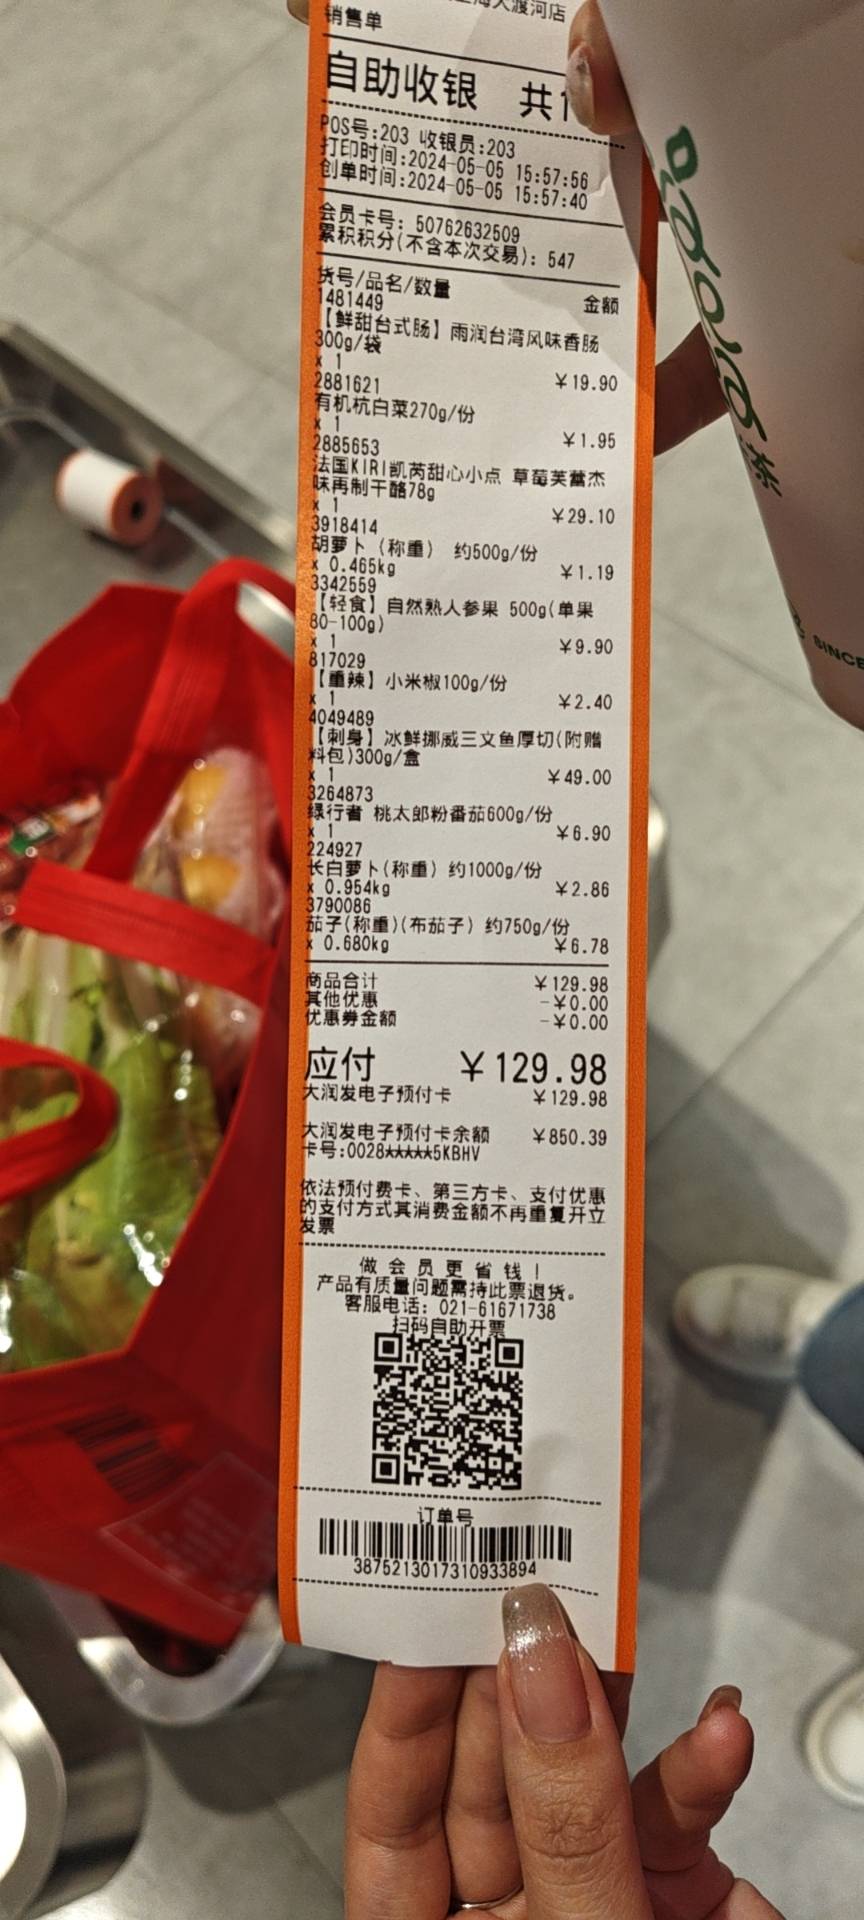 大渡河店
销售单
自助收银 共
POS号:203 收银员:203
打印时间:2024-05-05 15:57:56
创单时间:2024-05-05 15:57:40
会员卡号: 50762632509
累积积分(不含本次交易): 547
货号/品名/数量 金额
1481449
【鲜甜台式肠】雨润台湾风味香肠
300g/袋
x 1 ¥19.90
2881621
有机杭白菜270g/份
x 1 ¥1.95
2885653
法国KIRI凯芮甜心小点 草莓芙蕾杰
味再制干酪78g
x 1 ¥29.10
3918414
胡萝卜（称重） 约500g/份
x 0.465kg ¥1.19
3342559
【轻食】自然熟人参果 500g(单果
80-100g)
x 1 ¥9.90
817029
【重辣】小米椒100g/份
x 1 ¥2.40
4049489
【刺身】冰鲜挪威三文鱼厚切(附赠
料包)300g/盒
x 1 ¥49.00
3264873
绿行者 桃太郎粉番茄600g/份
x 1 ¥6.90
224927
长白萝卜(称重) 约1000g/份
x 0.954kg ¥2.86
3790086
茄子(称重)(布茄子) 约750g/份
x 0.680kg ¥6.78
商品合计 ¥129.98
其他优惠 -¥0.00
优惠券金额 -¥0.00
应付 ¥129.98
大润发电子预付卡 ¥129.98
大润发电子预付卡余额 ¥850.39
卡号:0028*****5KBHV
依法预付费卡、第三方卡、支付优惠
的支付方式其消费金额不再重复开立
发票
做会员更省钱！
产品有质量问题需持此票退货。
客服电话: 021-61671738
扫码自助开票
订单号
3875213017310933894
茶
SINCE